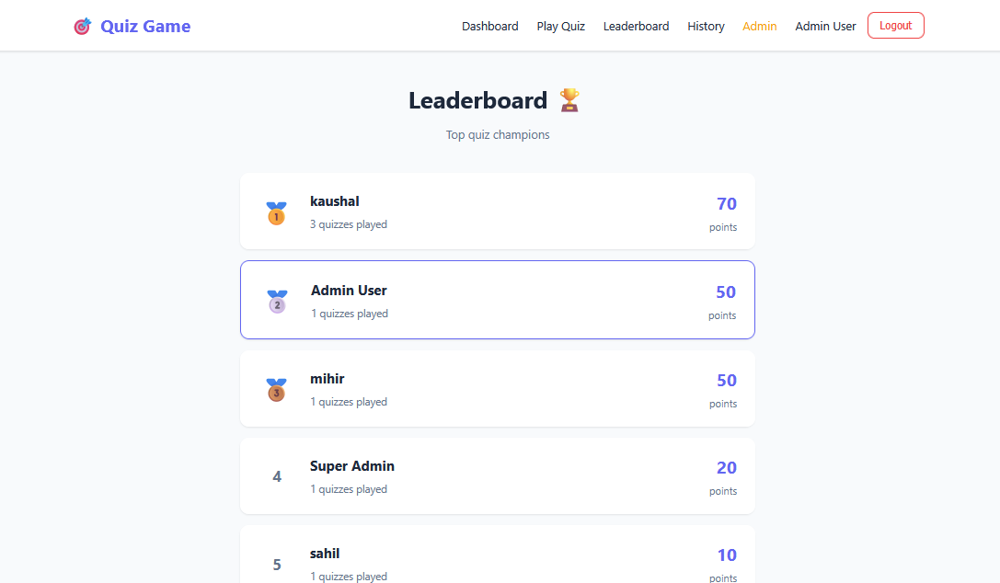 Quiz Game Dashboard Play Quiz Leaderboard History Admin Admin User Logout
Leaderboard
Top quiz champions
1 kaushal 70
3 quizzes played points
2 Admin User 50
1 quizzes played points
3 mihir 50
1 quizzes played points
4 Super Admin 20
1 quizzes played points
5 sahil 10
1 quizzes played points